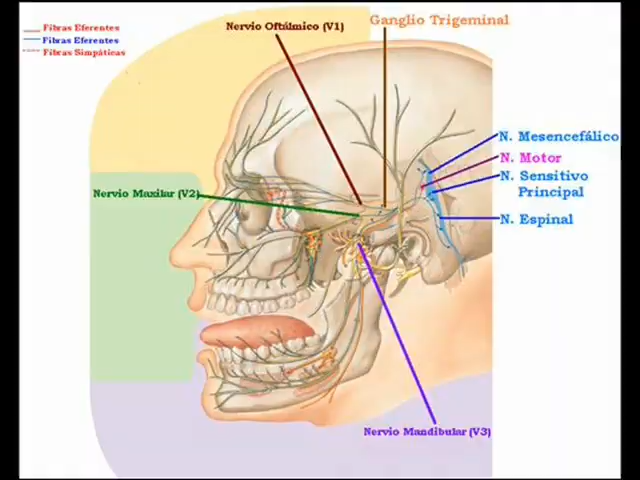 Nervio Oftálmico (V1)
Ganglio Trigeminal
Fibras Eferentes
Fibras Eferentes
Fibras Simpáticas
N. Mesencefálico
N. Motor
N. Sensitivo
Principal
Nervio Maxilar (V2)
N. Espinal
Nervio Mandibular (V3)